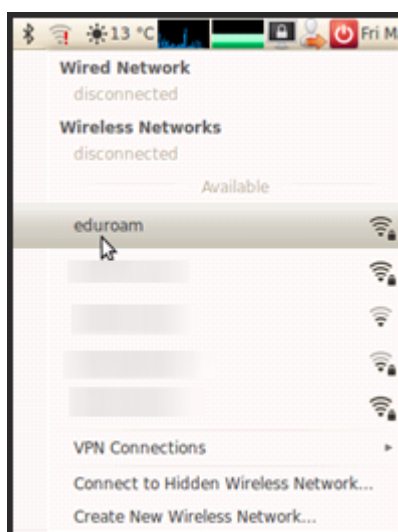 13 °C Fri M
Wired Network
disconnected
Wireless Networks
disconnected
Available
eduroam
VPN Connections
Connect to Hidden Wireless Network...
Create New Wireless Network...